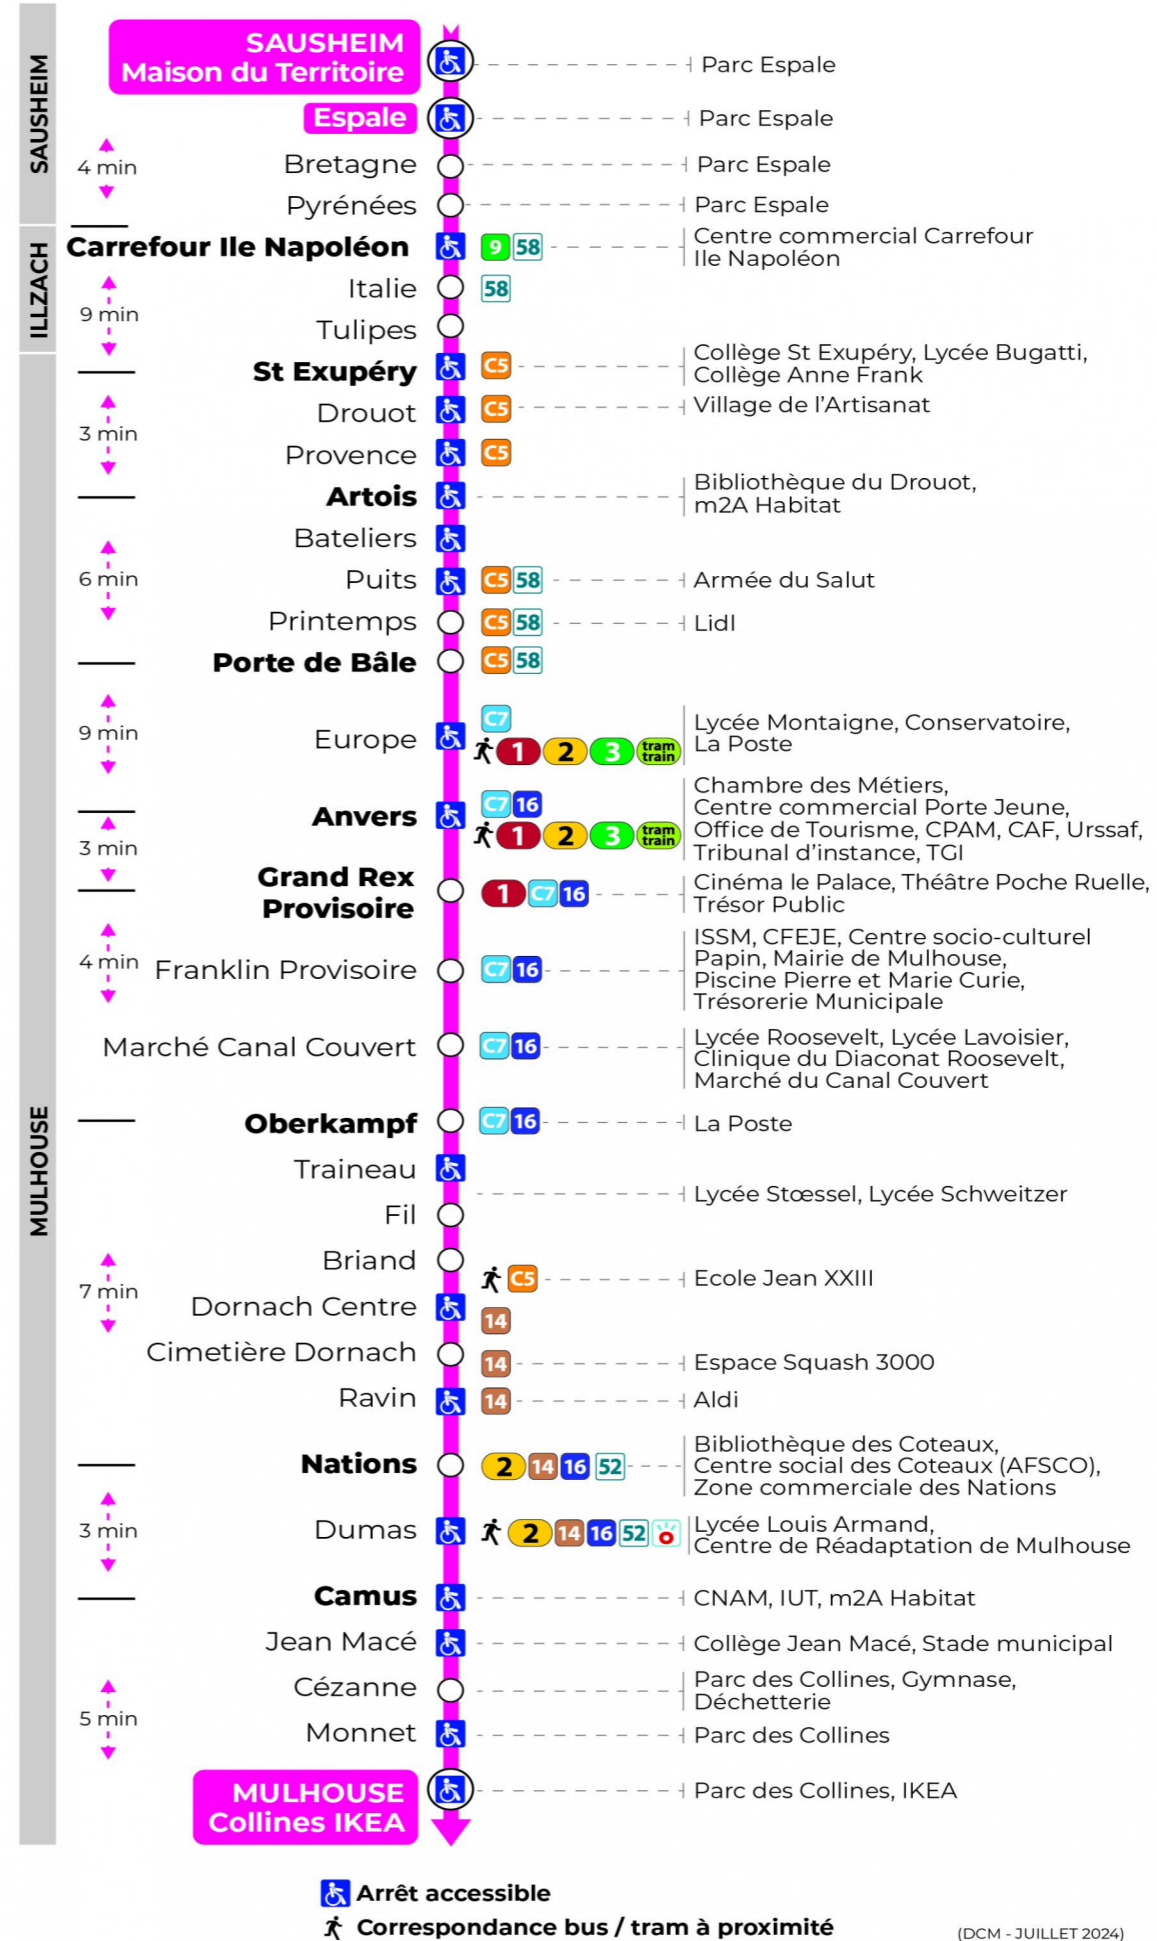 SAUSHEIM
SAUSHEIM
Maison du Territoire
Parc Espale
Espale
Parc Espale
4 min
Bretagne
Parc Espale
Pyrénées
Parc Espale
ILLZACH
Carrefour Ile Napoléon
9 58
Centre commercial Carrefour
Ile Napoléon
9 min
Italie
58
Tulipes
MULHOUSE
St Exupéry
C5
Collège St Exupéry, Lycée Bugatti,
Collège Anne Frank
3 min
Drouot
C5
Village de l'Artisanat
Provence
C5
Artois
Bibliothèque du Drouot,
m2A Habitat
Bateliers
6 min
Puits
C5 58
Armée du Salut
Printemps
C5 58
Lidl
Porte de Bâle
C5 58
9 min
Europe
C7
1 2 3 tram
train
Lycée Montaigne, Conservatoire,
La Poste
Anvers
C7 16
1 2 3 tram
train
Chambre des Métiers,
Centre commercial Porte Jeune,
Office de Tourisme, CPAM, CAF, Urssaf,
Tribunal d'instance, TGI
3 min
Grand Rex
Provisoire
1 C7 16
Cinéma le Palace, Théâtre Poche Ruelle,
Trésor Public
4 min
Franklin Provisoire
C7 16
ISSM, CFEJE, Centre socio-culturel
Papin, Mairie de Mulhouse,
Piscine Pierre et Marie Curie,
Trésorerie Municipale
Marché Canal Couvert
C7 16
Lycée Roosevelt, Lycée Lavoisier,
Clinique du Diaconat Roosevelt,
Marché du Canal Couvert
Oberkampf
C7 16
La Poste
Traineau
Lycée Stœssel, Lycée Schweitzer
Fil
Briand
C5
Ecole Jean XXIII
7 min
Dornach Centre
14
Cimetière Dornach
14
Espace Squash 3000
Ravin
14
Aldi
Nations
2 14 16 52
Bibliothèque des Coteaux,
Centre social des Coteaux (AFSCO),
Zone commerciale des Nations
3 min
Dumas
2 14 16 52
Lycée Louis Armand,
Centre de Réadaptation de Mulhouse
Camus
CNAM, IUT, m2A Habitat
Jean Macé
Collège Jean Macé, Stade municipal
5 min
Cézanne
Parc des Collines, Gymnase,
Déchetterie
Monnet
Parc des Collines
MULHOUSE
Collines IKEA
Parc des Collines, IKEA
Arrêt accessible
Correspondance bus / tram à proximité
(DCM - JUILLET 2024)